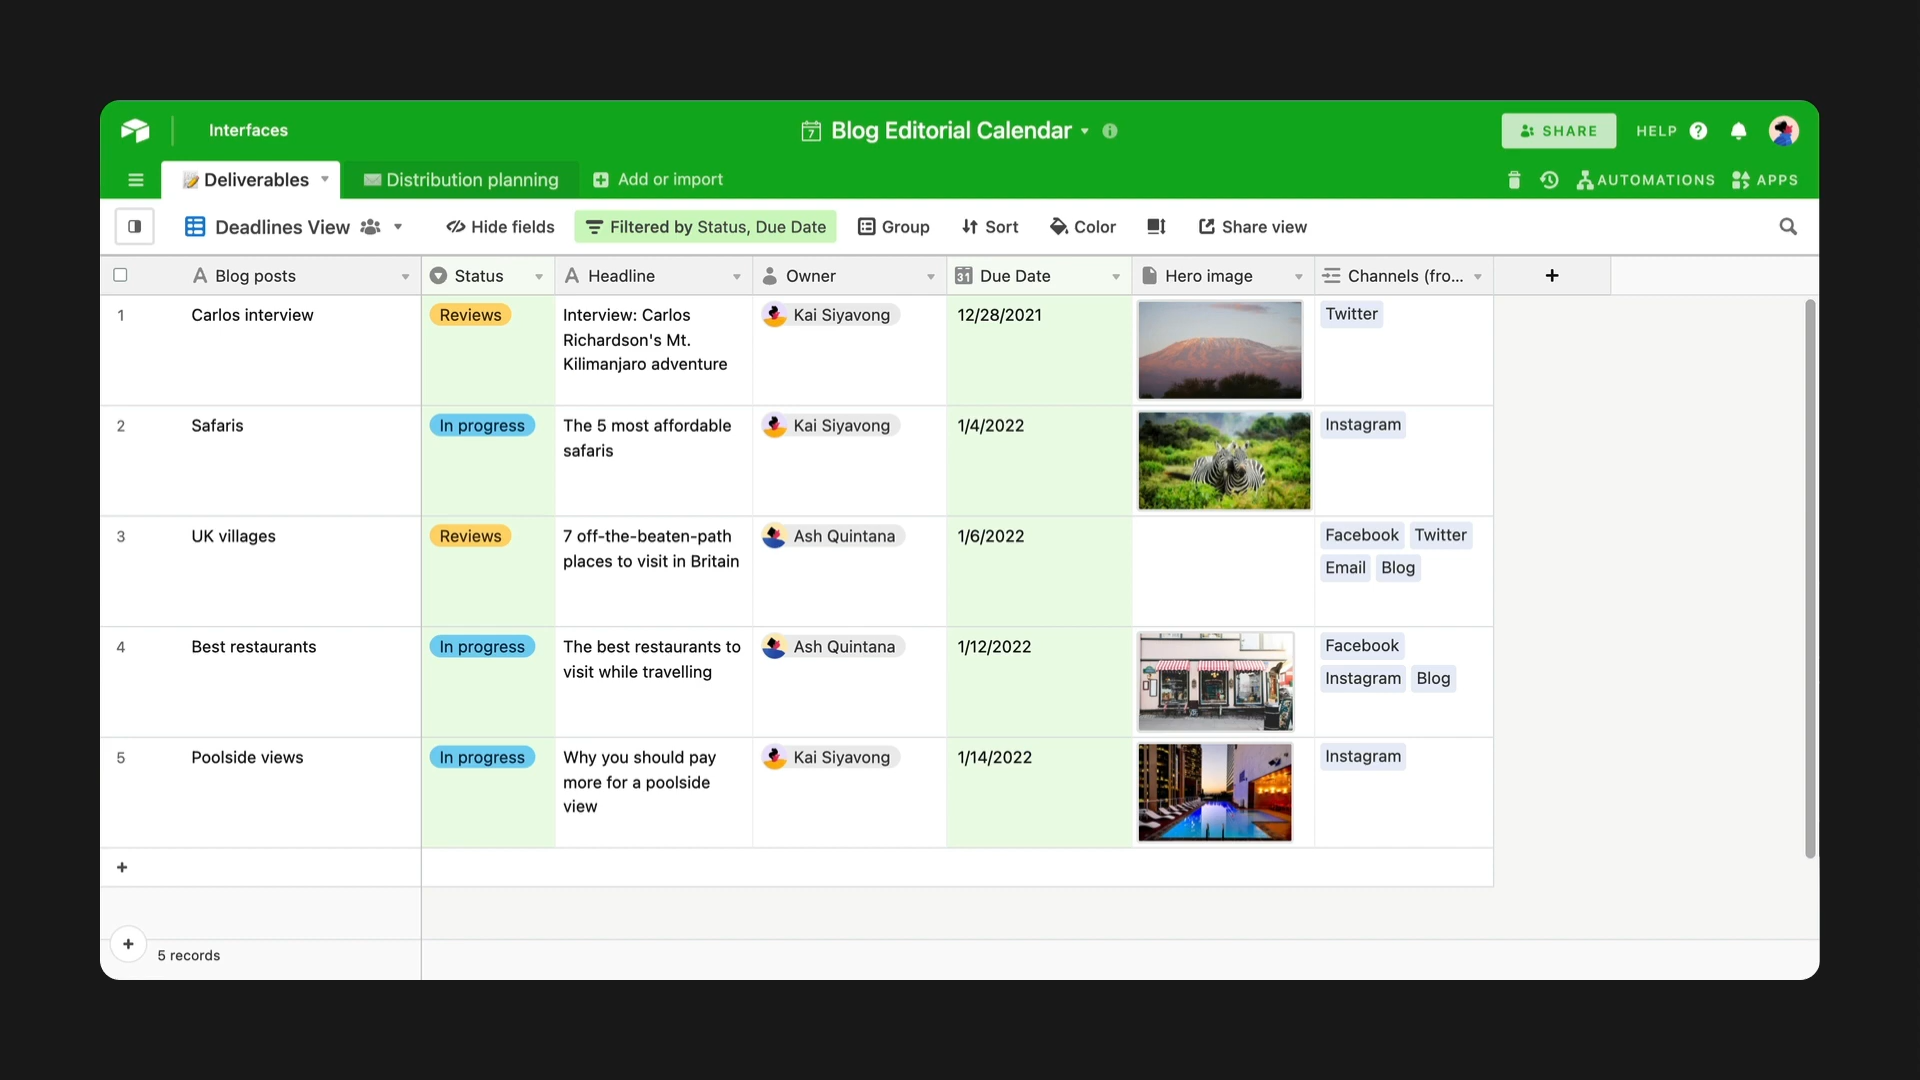 Interfaces
Blog Editorial Calendar
SHARE
HELP
Deliverables
Distribution planning
Add or import
AUTOMATIONS
APPS
Deadlines View
Hide fields
Filtered by Status, Due Date
Group
Sort
Color
Share view
Blog posts
Status
Headline
Owner
31
Due Date
Hero image
Channels (fro...
1
Carlos interview
Reviews
Interview: Carlos
Richardson's Mt.
Kilimanjaro adventure
Kai Siyavong
12/28/2021
Twitter
2
Safaris
In progress
The 5 most affordable
safaris
Kai Siyavong
1/4/2022
Instagram
3
UK villages
Reviews
7 off-the-beaten-path
places to visit in Britain
Ash Quintana
1/6/2022
Facebook Twitter
Email Blog
4
Best restaurants
In progress
The best restaurants to
visit while travelling
Ash Quintana
1/12/2022
Facebook
Instagram Blog
5
Poolside views
In progress
Why you should pay
more for a poolside
view
Kai Siyavong
1/14/2022
Instagram
5 records